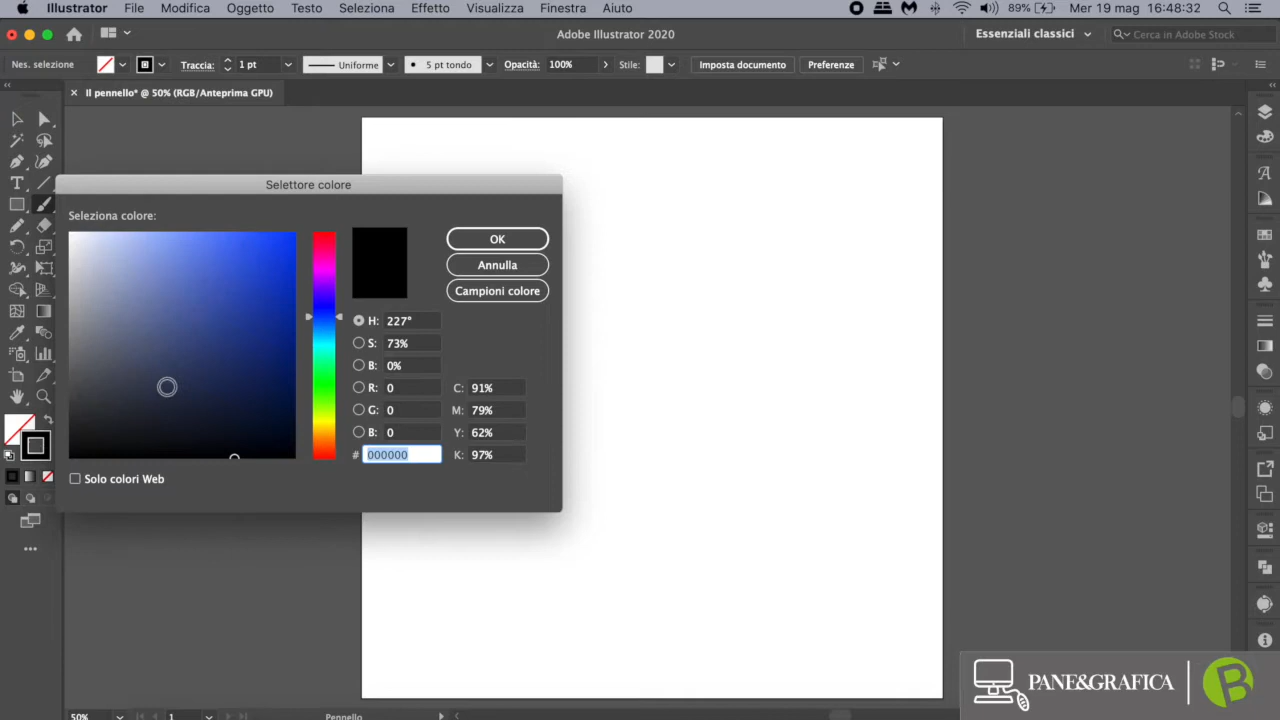 Illustrator File Modifica Oggetto Testo Seleziona Effetto Visualizza Finestra Aiuto 89% Mer 19 mag 16:48:32
Adobe Illustrator 2020 Essenziali classici Cerca in Adobe Stock
Nes. selezione Traccia: 1 pt Uniforme 5 pt tondo Opacità: 100% Stile: Imposta documento Preferenze
Il pennello* @ 50% (RGB/Anteprima GPU)
Selettore colore
Seleziona colore:
OK
Annulla
Campioni colore
H: 227°
S: 73%
B: 0%
R: 0 C: 91%
G: 0 M: 79%
B: 0 Y: 62%
# 000000 K: 97%
Solo colori Web
PANE&GRAFICA
50% 1 Pennello